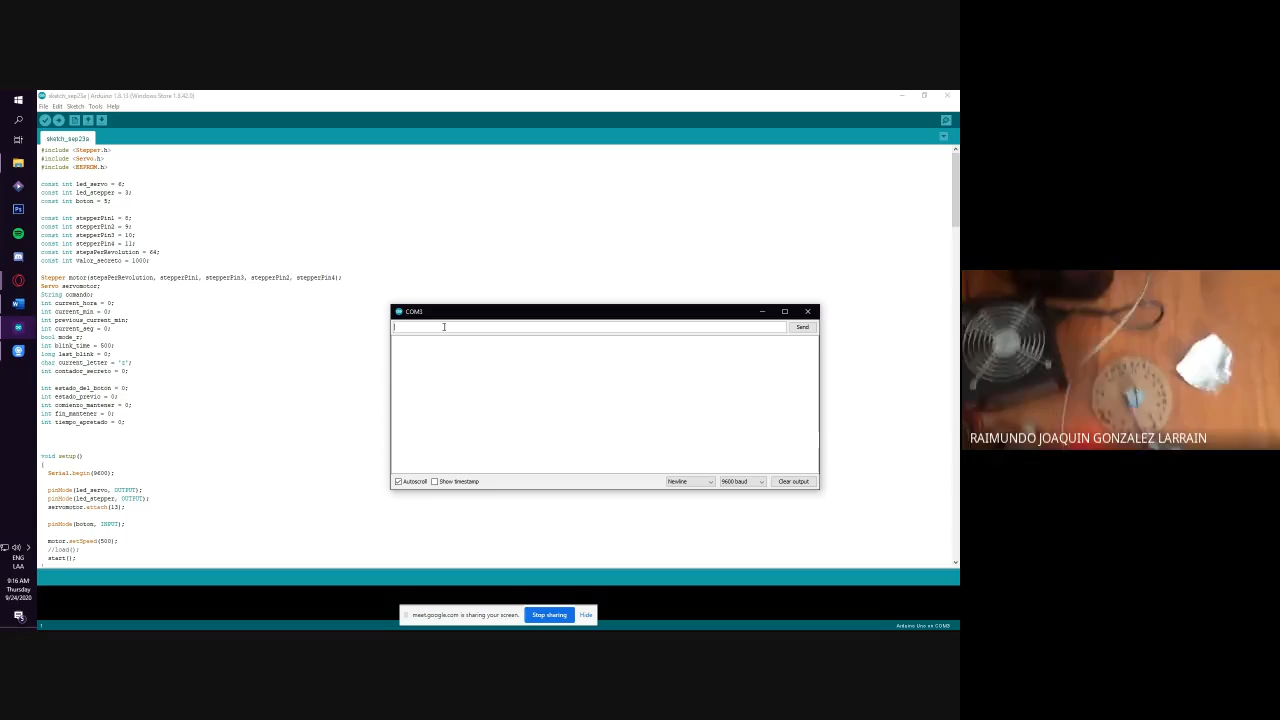 sketch_sep23a | Arduino 1.8.13 (Windows Store 1.8.42.0)
File Edit Sketch Tools Help
sketch_sep23a
#include <Stepper.h>
#include <Servo.h>
#include <EEPROM.h>
const int led_servo = 6;
const int led_stepper = 3;
const int boton = 5;
const int stepperPin1 = 8;
const int stepperPin2 = 9;
const int stepperPin3 = 10;
const int stepperPin4 = 11;
const int stepsPerRevolution = 64;
const int valor_secreto = 1000;
Stepper motor(stepsPerRevolution, stepperPin1, stepperPin3, stepperPin2, stepperPin4);
Servo servomotor;
String comando;
int current_hora = 0;
int current_min = 0;
int previous_current_min;
int current_seg = 0;
bool mode_r;
int blink_time = 500;
long last_blink = 0;
char current_letter = 'z';
int contador_secreto = 0;
int estado_del_boton = 0;
int estado_previo = 0;
int comienzo_mantener = 0;
int fin_mantener = 0;
int tiempo_apretado = 0;
void setup()
{
Serial.begin(9600);
pinMode(led_servo, OUTPUT);
pinMode(led_stepper, OUTPUT);
servomotor.attach(13);
pinMode(boton, INPUT);
motor.setSpeed(500);
//load();
start();
COM3
Send
Autoscroll Show timestamp
Newline
9600 baud
Clear output
ENG
LAA
9:16 AM
Thursday
9/24/2020
meet.google.com is sharing your screen.
Stop sharing
Hide
1
Arduino Uno on COM3
RAIMUNDO JOAQUIN GONZALEZ LARRAIN